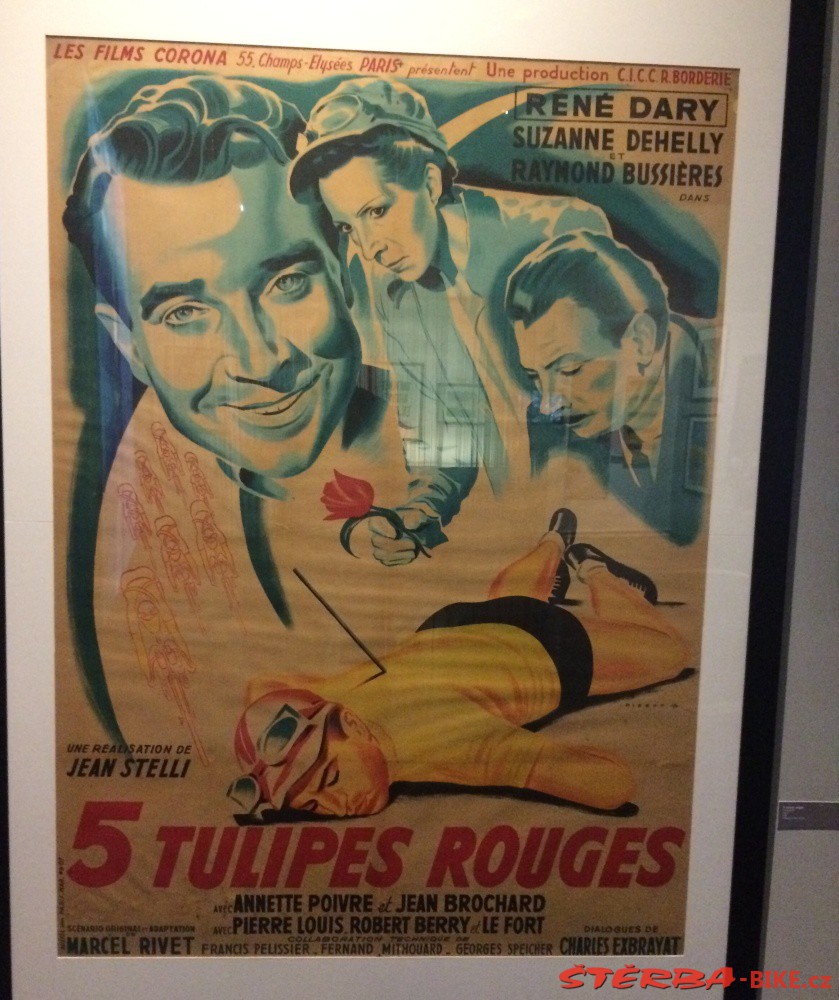 LES FILMS CORONA 55, Champs-Elysées PARIS présentent Une production C.I.C.C. R. BORDERIE
RENÉ DARY
SUZANNE DEHELLY
ET
RAYMOND BUSSIÈRES
DANS
UNE RÉALISATION DE
JEAN STELLI
5 TULIPES ROUGES
AVEC ANNETTE POIVRE et JEAN BROCHARD
AVEC PIERRE LOUIS_ROBERT BERRY et LE FORT
SCÉNARIO ORIGINAL et ADAPTATION
MARCEL RIVET
COLLABORATION TECHNIQUE DE
FRANCIS PELISSIER - FERNAND MITHOUARD - GEORGES SPEICHER
DIALOGUES DE
CHARLES EXBRAYAT
ŠTĚRBA-BIKE.cz